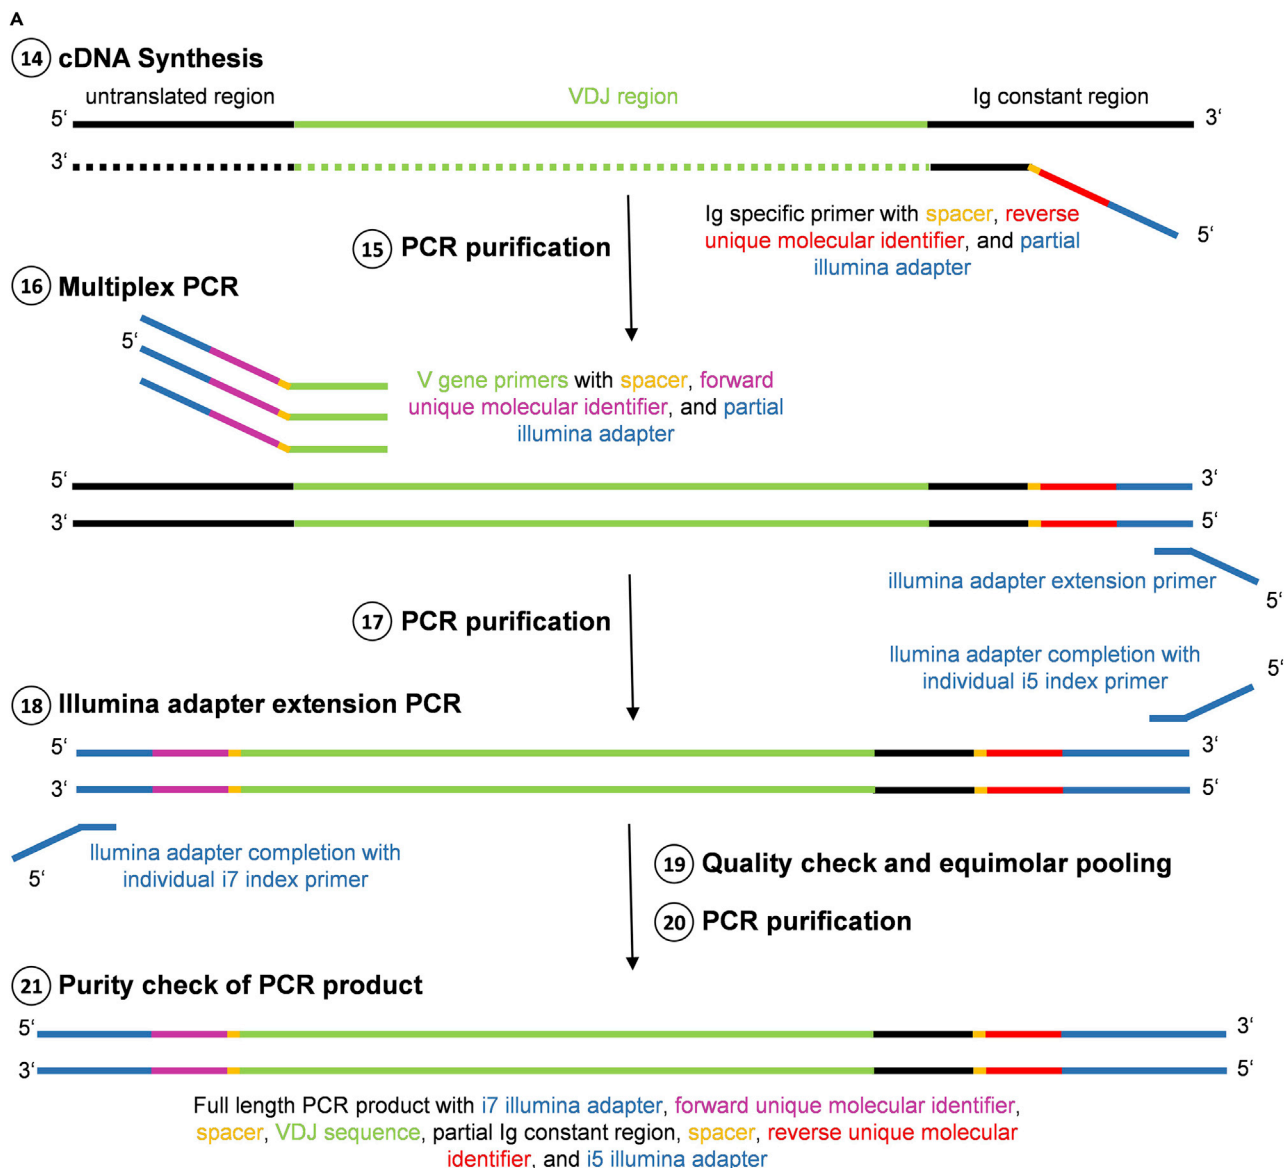 A
14 cDNA Synthesis
untranslated region VDJ region Ig constant region
5‘ 3‘
3‘
5‘
Ig specific primer with spacer, reverse
unique molecular identifier, and partial
illumina adapter
15 PCR purification
16 Multiplex PCR
5‘
V gene primers with spacer, forward
unique molecular identifier, and partial
illumina adapter
5‘ 3‘
3‘ 5‘
illumina adapter extension primer
5‘
17 PCR purification
Ilumina adapter completion with
individual i5 index primer
5‘
18 Illumina adapter extension PCR
5‘ 3‘
3‘ 5‘
Ilumina adapter completion with
individual i7 index primer
5‘
19 Quality check and equimolar pooling
20 PCR purification
21 Purity check of PCR product
5‘ 3‘
3‘ 5‘
Full length PCR product with i7 illumina adapter, forward unique molecular identifier,
spacer, VDJ sequence, partial Ig constant region, spacer, reverse unique molecular
identifier, and i5 illumina adapter